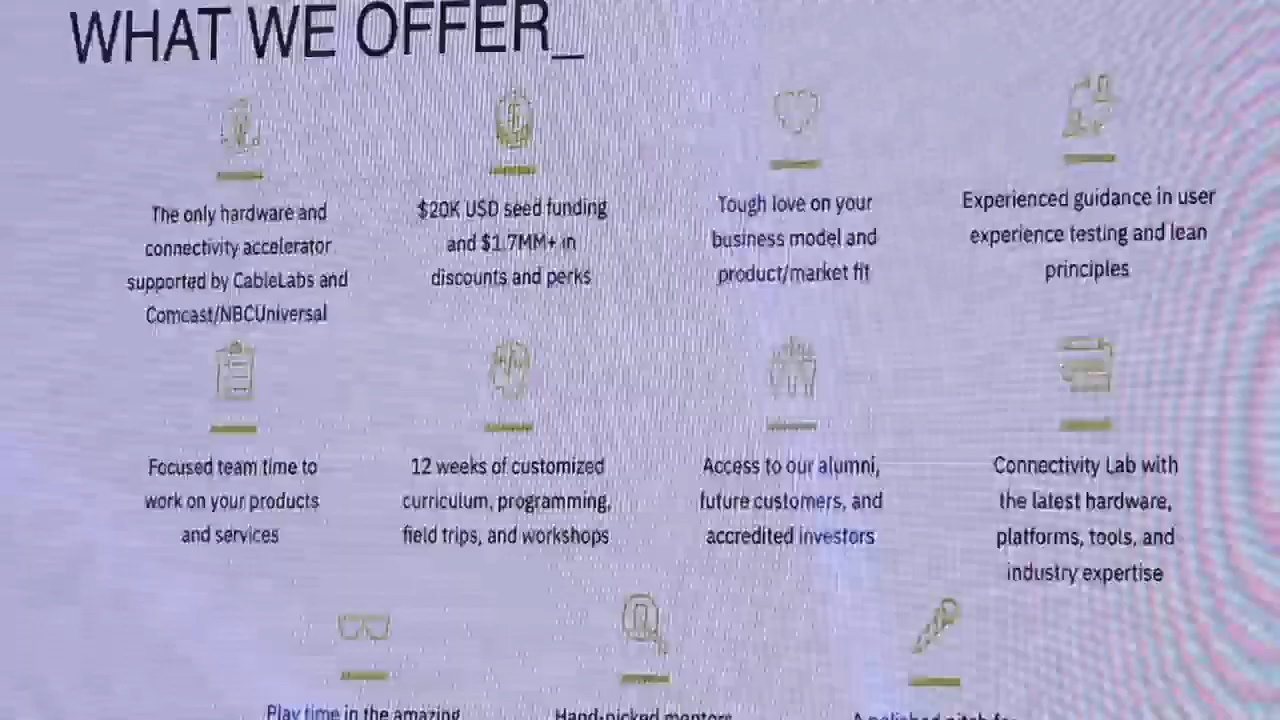 WHAT WE OFFER_
The only hardware and
connectivity accelerator
supported by CableLabs and
Comcast/NBCUniversal
$20K USD seed funding
and $1.7MM+ in
discounts and perks
Tough love on your
business model and
product/market fit
Experienced guidance in user
experience testing and lean
principles
Focused team time to
work on your products
and services
12 weeks of customized
curriculum, programming,
field trips, and workshops
Access to our alumni,
future customers, and
accredited investors
Connectivity Lab with
the latest hardware,
platforms, tools, and
industry expertise
Play time in the amazing
Hand-picked mentors
A polished pitch for